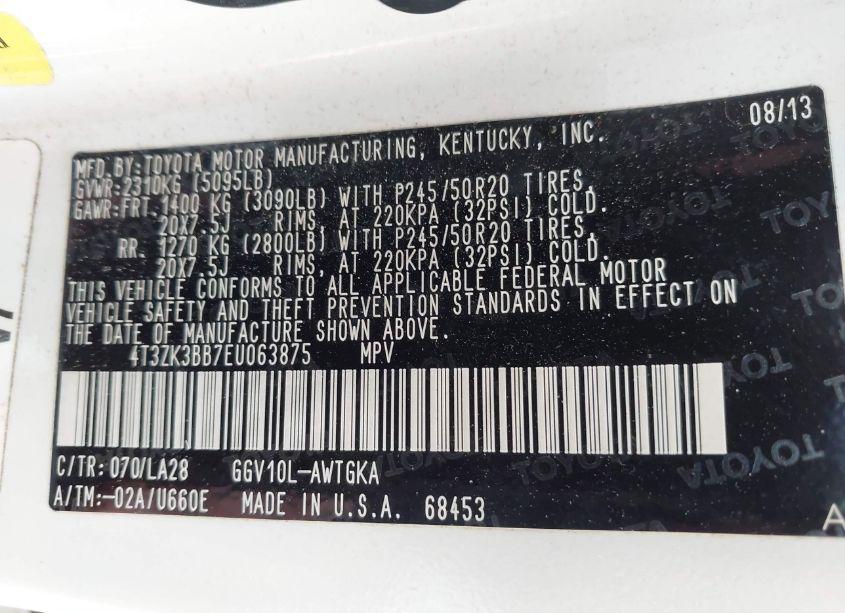 08/13
MFD.BY:TOYOTA MOTOR MANUFACTURING, KENTUCKY, INC.
GVWR:2310KG (5095LB)
GAWR:FRT.1400 KG (3090LB) WITH P245/50R20 TIRES,
20X7.5J RIMS, AT 220KPA (32PSI) COLD.
RR. 1270 KG (2800LB) WITH P245/50R20 TIRES,
20X7.5J RIMS, AT 220KPA (32PSI) COLD.
THIS VEHICLE CONFORMS TO ALL APPLICABLE FEDERAL MOTOR
VEHICLE SAFETY AND THEFT PREVENTION STANDARDS IN EFFECT ON
THE DATE OF MANUFACTURE SHOWN ABOVE.
4T3ZK3BB7EU063875 MPV
C/TR: 070/LA28 GGV10L-AWTGKA
A/TM:-02A/U660E MADE IN U.S.A. 68453
TOYOTA
TOYOTA
TOYOTA
TOYOTA